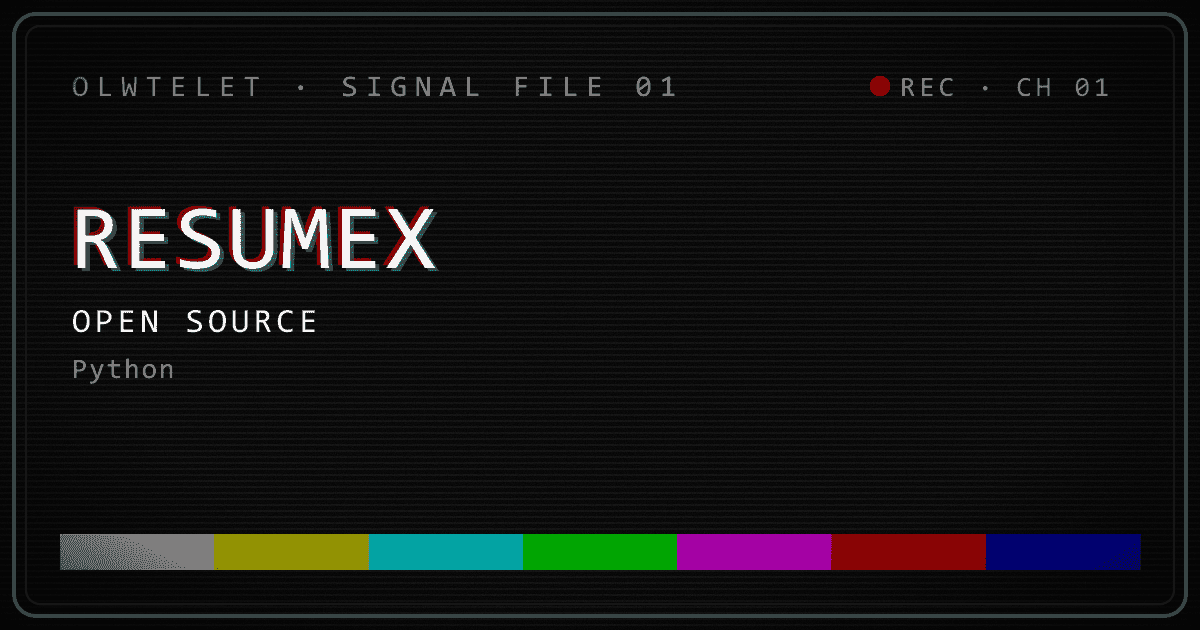 OLWTELET · SIGNAL FILE 01
REC · CH 01
RESUMEX
OPEN SOURCE
Python